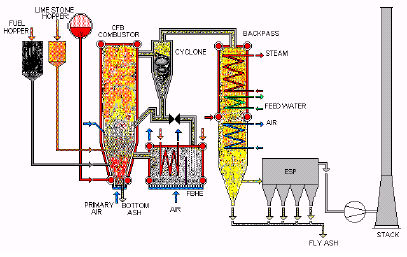 LIME STONE
HOPPER
FUEL
HOPPER
CFB
COMBUSTOR
CYCLONE
BACKPASS
STEAM
FEED WATER
AIR
ESP
FBHE
PRIMARY
AIR
BOTTOM
ASH
AIR
FLY ASH
STACK